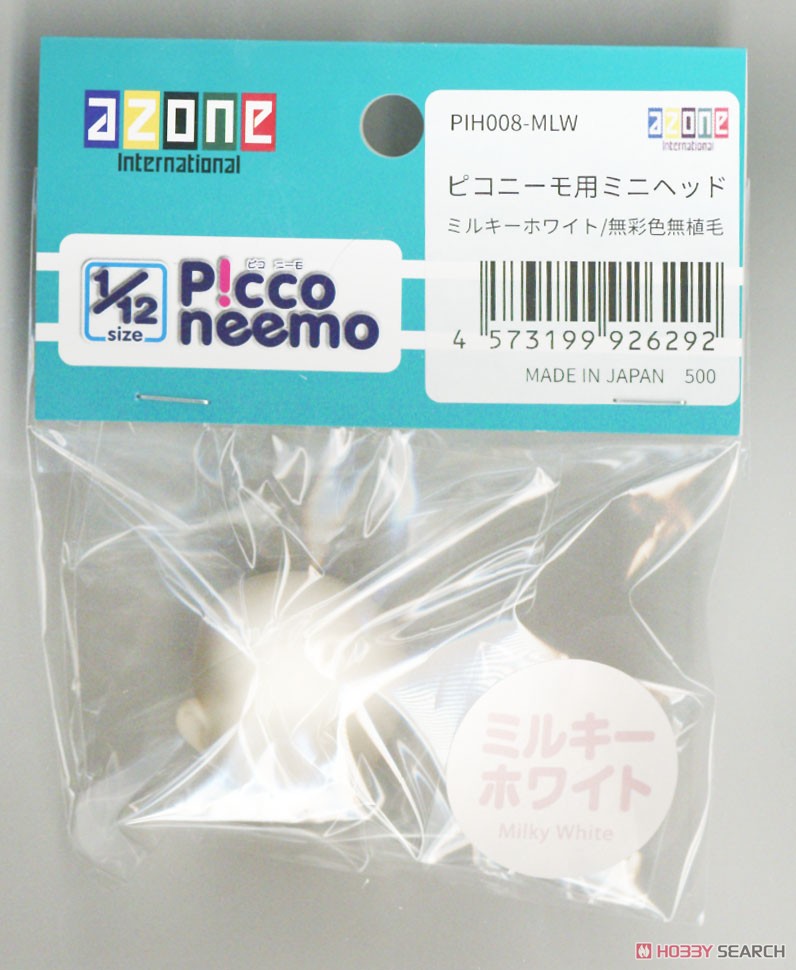 azone
International
PIH008-MLW
azone
International
ピコニーモ用ミニヘッド
ミルキーホワイト/無彩色無植毛
4 573199 926292
MADE IN JAPAN 500
1/12
size
ピコ ニーモ
P!cco
neemo
ミルキー
ホワイト
Milky White
HOBBY SEARCH